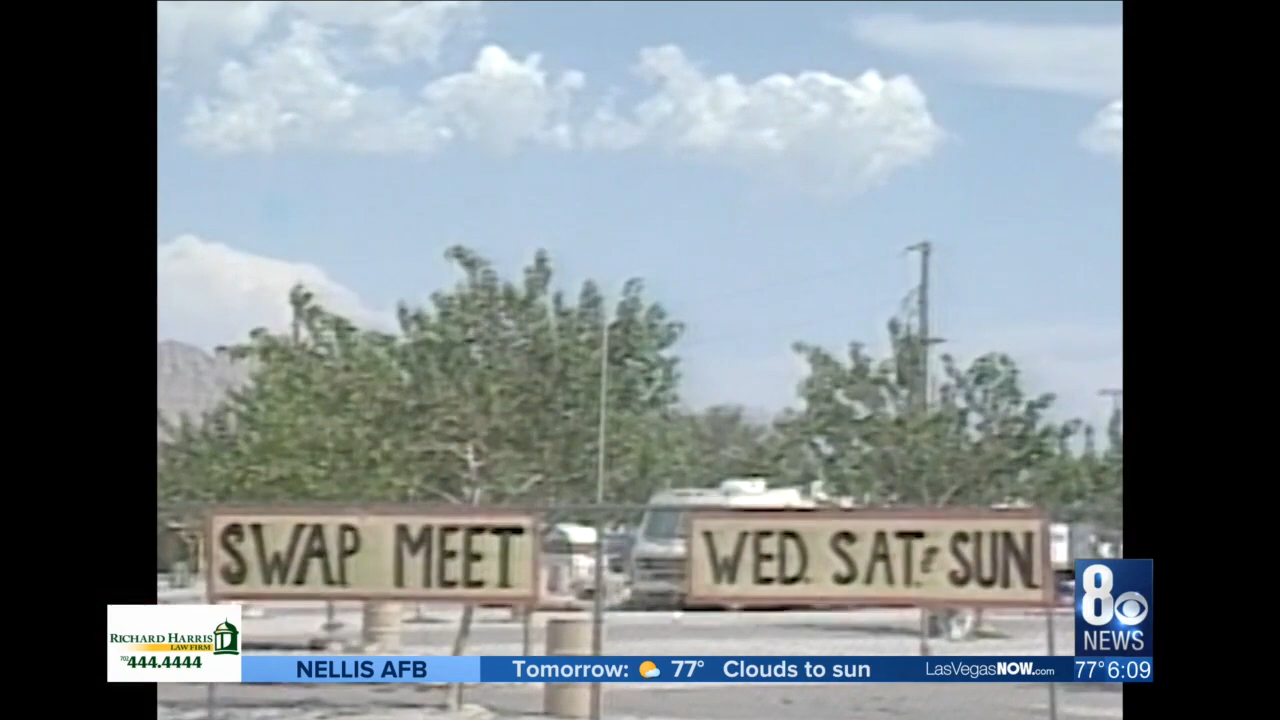 SWAP MEET
WED. SAT. & SUN.
8
NEWS
RICHARD HARRIS
LAW FIRM
702 444.4444
NELLIS AFB
Tomorrow: 77° Clouds to sun
LasVegasNOW.com
77° 6:09